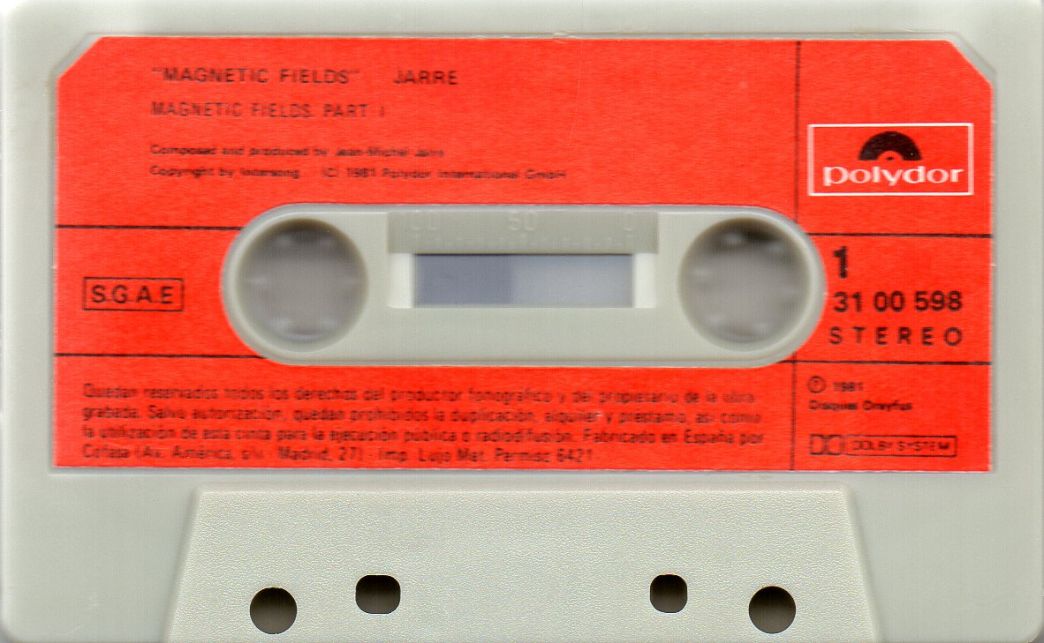 "MAGNETIC FIELDS" JARRE
MAGNETIC FIELDS. PART I
Composed and produced by Jean-Michel Jarre
Copyright by Intersong. (C) 1981 Polydor International GmbH
polydor
100 50 0
S.G.A.E
1
31 00 598
STEREO
Quedan reservados todos los derechos del productor fonográfico y del propietario de la obra
grabada. Salvo autorización, quedan prohibidos la duplicación, alquiler y préstamo, así como
la utilización de esta cinta para la ejecución pública o radiodifusión. Fabricado en España por
Cofasa (Av. América, s/v. Madrid, 27) - Imp. Lujo Mat. Permiso 6421
Ⓟ 1981
Disques Dreyfus
DOLBY SYSTEM